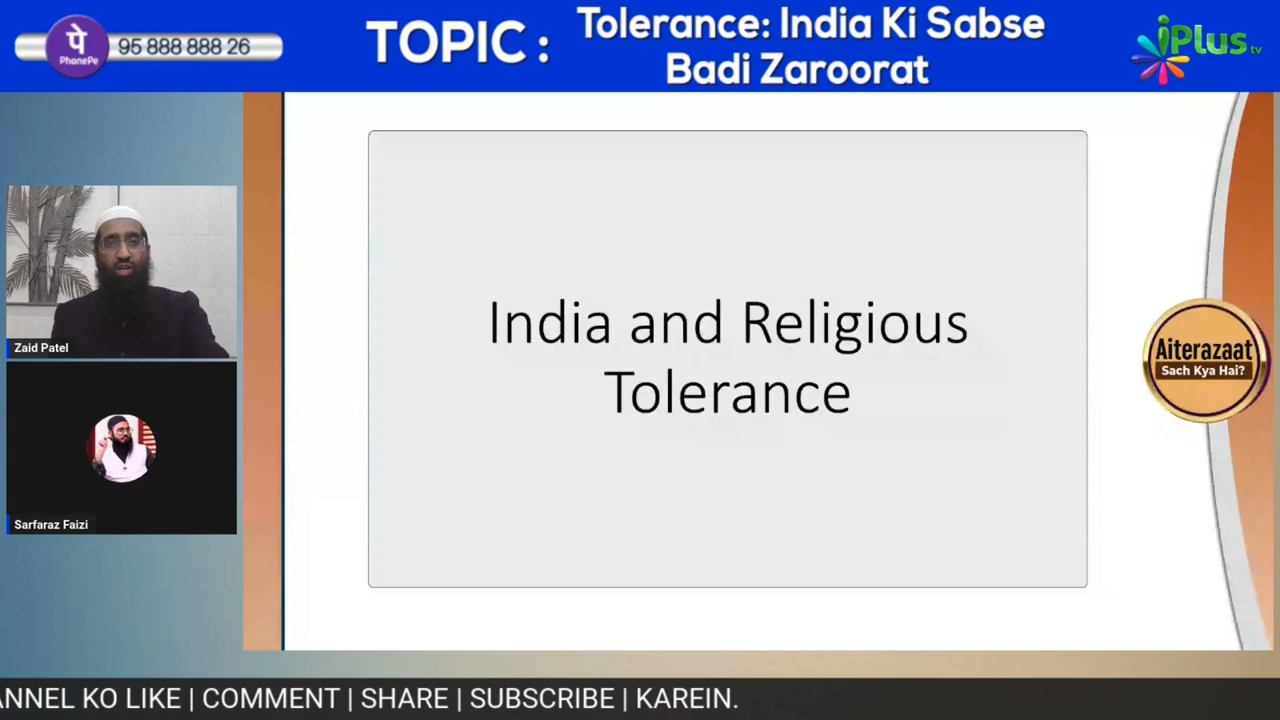 पे
PhonePe
95 888 888 26
TOPIC :
Tolerance: India Ki Sabse
Badi Zaroorat
iPlus tv
India and Religious
Tolerance
Zaid Patel
Sarfaraz Faizi
Aiterazaat
Sach Kya Hai?
ANNEL KO LIKE | COMMENT | SHARE | SUBSCRIBE | KAREIN.